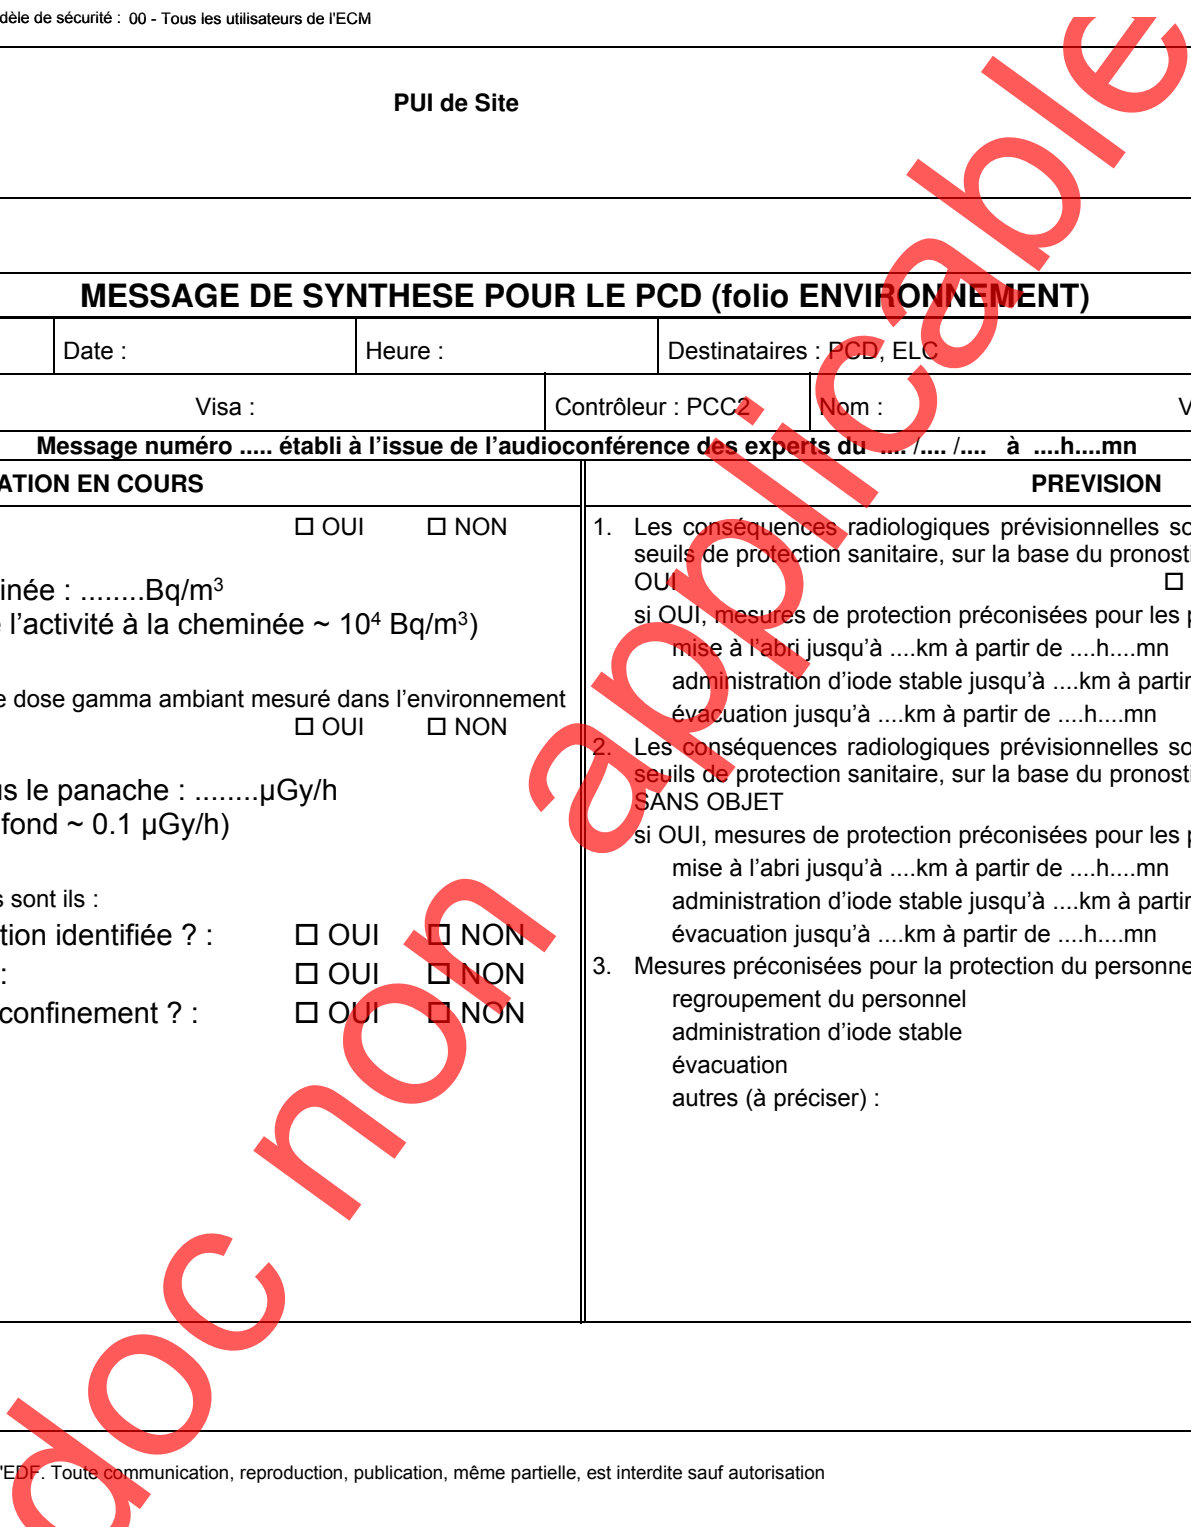 dèle de sécurité : 00 - Tous les utilisateurs de l'ECM
PUI de Site
MESSAGE DE SYNTHESE POUR LE PCD (folio ENVIRONNEMENT)
Date : Heure : Destinataires : PCD, ELC
Visa : Contrôleur : PCC2 Nom : V
Message numéro ..... établi à l'issue de l'audioconférence des experts du .... /.... /.... à ....h....mn
ATION EN COURS
☐ OUI ☐ NON
inée : ........Bq/m³
e l'activité à la cheminée ~ 10⁴ Bq/m³)
e dose gamma ambiant mesuré dans l'environnement
☐ OUI ☐ NON
us le panache : ........µGy/h
fond ~ 0.1 µGy/h)
s sont ils :
tion identifiée ? : ☐ OUI ☐ NON
: ☐ OUI ☐ NON
confinement ? : ☐ OUI ☐ NON
PREVISION
1. Les conséquences radiologiques prévisionnelles so
seuils de protection sanitaire, sur la base du pronosti
OUI ☐
si OUI, mesures de protection préconisées pour les p
mise à l'abri jusqu'à ....km à partir de ....h....mn
administration d'iode stable jusqu'à ....km à partir
évacuation jusqu'à ....km à partir de ....h....mn
2. Les conséquences radiologiques prévisionnelles so
seuils de protection sanitaire, sur la base du pronosti
SANS OBJET
si OUI, mesures de protection préconisées pour les p
mise à l'abri jusqu'à ....km à partir de ....h....mn
administration d'iode stable jusqu'à ....km à partir
évacuation jusqu'à ....km à partir de ....h....mn
3. Mesures préconisées pour la protection du personne
regroupement du personnel
administration d'iode stable
évacuation
autres (à préciser) :
'EDF. Toute communication, reproduction, publication, même partielle, est interdite sauf autorisation
doc non applicable